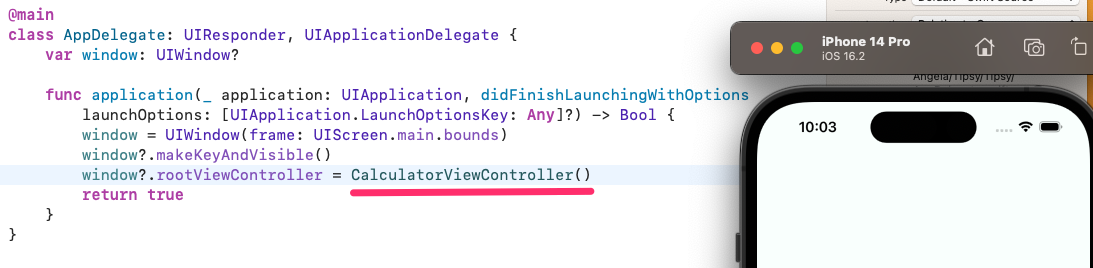 @main
class AppDelegate: UIResponder, UIApplicationDelegate {
    var window: UIWindow?
    func application(_ application: UIApplication, didFinishLaunchingWithOptions
        launchOptions: [UIApplication.LaunchOptionsKey: Any]?) -> Bool {
        window = UIWindow(frame: UIScreen.main.bounds)
        window?.makeKeyAndVisible()
        window?.rootViewController = CalculatorViewController()
        return true
    }
}
iPhone 14 Pro
iOS 16.2
Angela/Tipsy/Tipsy/
10:03